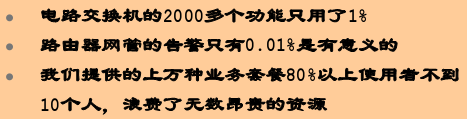 • 电路交换机的2000多个功能只用了1%
• 路由器网管的告警只有0.01%是有意义的
• 我们提供的上万种业务套餐80%以上使用者不到
10个人，浪费了无数昂贵的资源